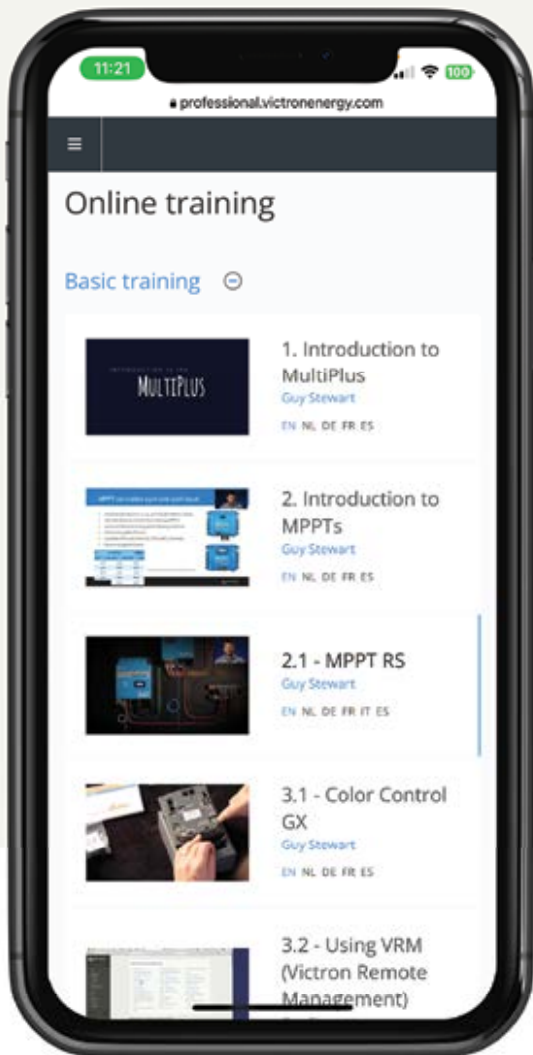 11:21
100
professional.victronenergy.com
Online training
Basic training
1. Introduction to
MultiPlus
Guy Stewart
EN NL DE FR ES
MULTIPLUS
2. Introduction to
MPPTs
Guy Stewart
EN NL DE FR ES
2.1 - MPPT RS
Guy Stewart
EN NL DE FR IT ES
3.1 - Color Control
GX
Guy Stewart
EN NL DE FR ES
3.2 - Using VRM
(Victron Remote
Management)